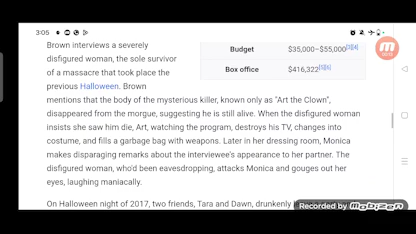 3:05
Brown interviews a severely
disfigured woman, the sole survivor
of a massacre that took place the
previous Halloween. Brown
Budget $35,000–$55,000[3][4]
Box office $416,322[5][6]
mentions that the body of the mysterious killer, known only as "Art the Clown",
disappeared from the morgue, suggesting he is still alive. When the disfigured
woman insists she saw him die, Art, watching the program, destroys his TV, changes into
costume, and fills a garbage bag with weapons. Later in her dressing room, Monica
makes disparaging remarks about the interviewee's appearance to her partner. The
disfigured woman, who'd been eavesdropping, attacks Monica and gouges out her
eyes, laughing maniacally.
On Halloween night of 2017, two friends, Tara and Dawn, drunkenly
Recorded by Mobizen